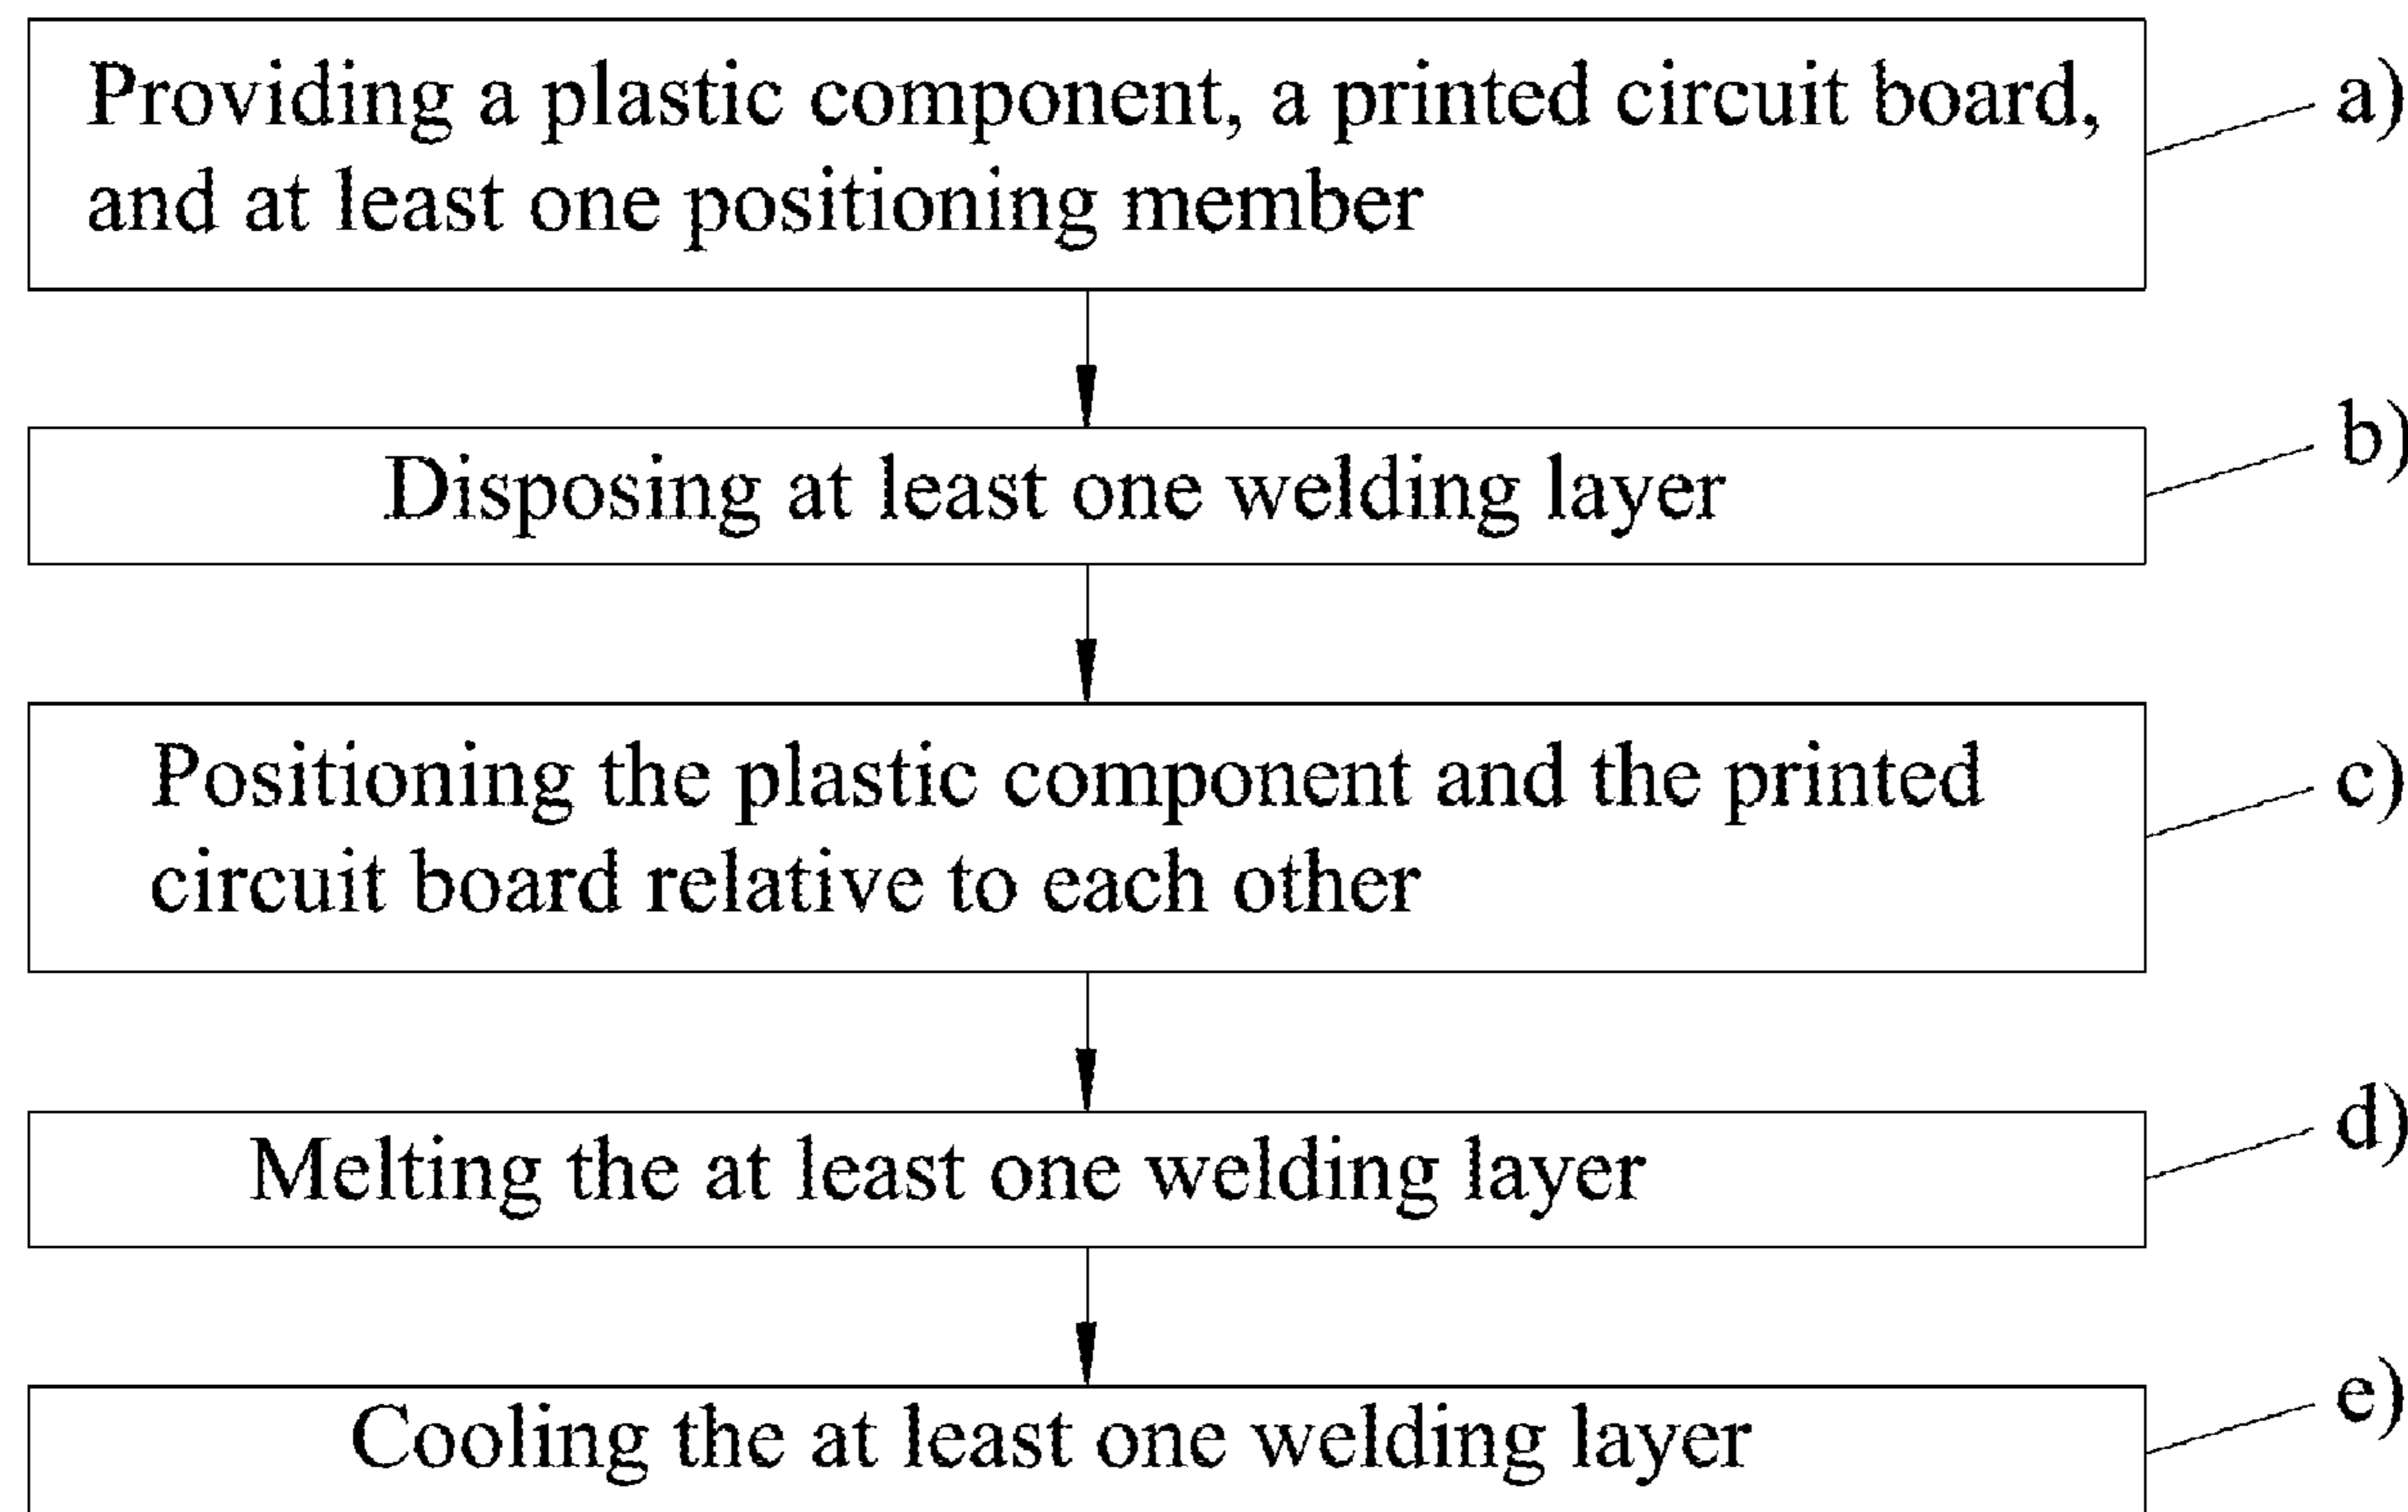 Providing a plastic component, a printed circuit board,
and at least one positioning member
a)
Disposing at least one welding layer
b)
Positioning the plastic component and the printed
circuit board relative to each other
c)
Melting the at least one welding layer
d)
Cooling the at least one welding layer
e)